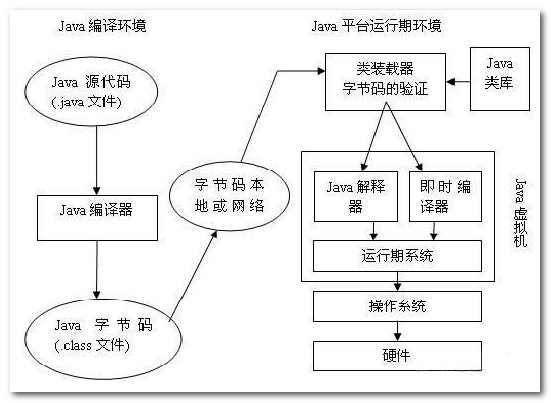 Java 编译环境
Java 源代码
(.java 文件)
Java 编译器
Java 字节码
(.class 文件)
字节码本
地或网络
Java 平台运行期环境
类装载器
字节码的验证
Java
类库
Java 解释
器
即时编
译器
运行期系统
Java 虚拟机
操作系统
硬件